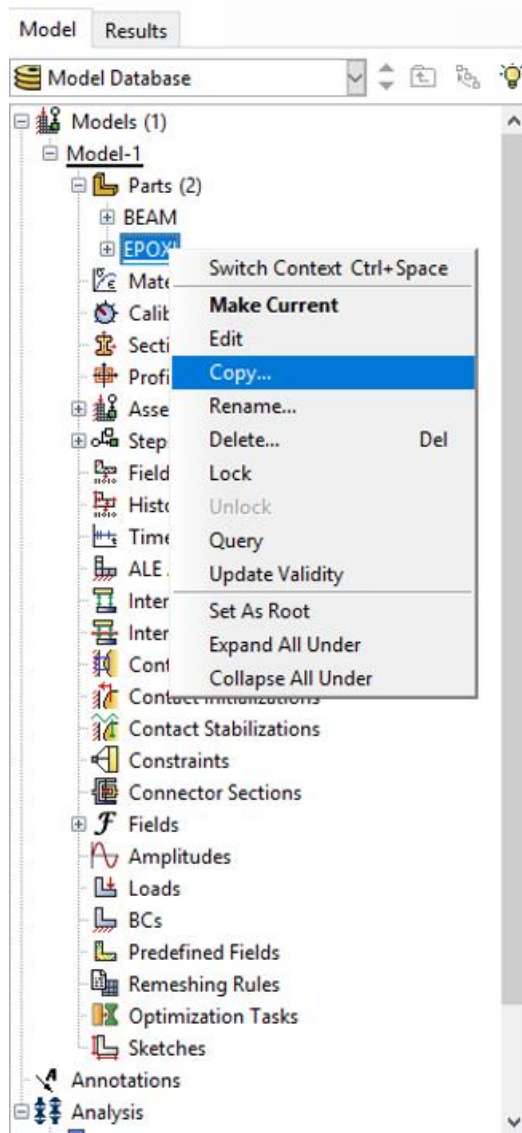 Model Results
Model Database
Models (1)
Model-1
Parts (2)
BEAM
Switch Context Ctrl+Space
Make Current
Edit
Copy...
Rename...
Delete... Del
Lock
Unlock
Query
Update Validity
Set As Root
Expand All Under
Collapse All Under
Contact Stabilizations
Constraints
Connector Sections
Fields
Amplitudes
Loads
BCs
Predefined Fields
Remeshing Rules
Optimization Tasks
Sketches
Annotations
Analysis